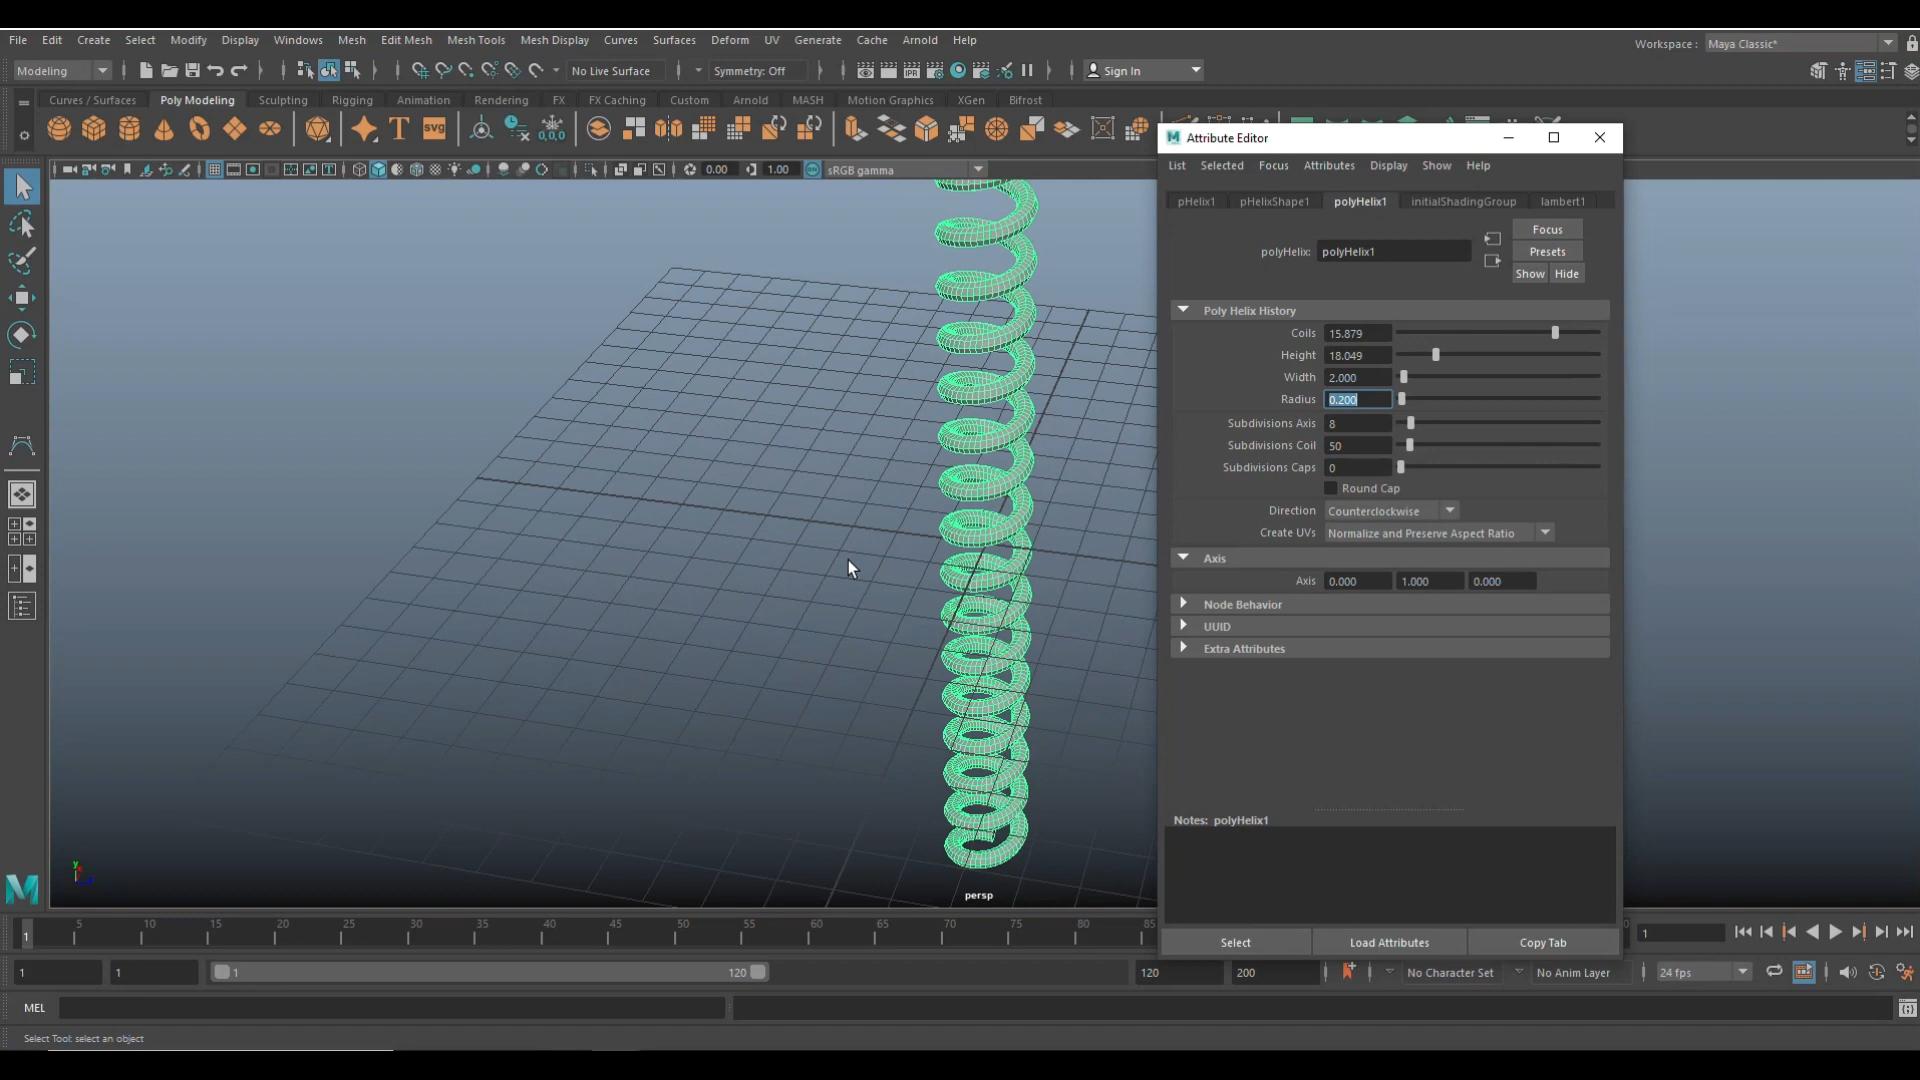 File Edit Create Select Modify Display Windows Mesh Edit Mesh Mesh Tools Mesh Display Curves Surfaces Deform UV Generate Cache Arnold Help
Workspace : Maya Classic*
Modeling No Live Surface Symmetry: Off IPR Sign In
Curves / Surfaces Poly Modeling Sculpting Rigging Animation Rendering FX FX Caching Custom Arnold MASH Motion Graphics XGen Bifrost
T SVG 0,0,0
0.00 1.00 sRGB gamma
Attribute Editor
List Selected Focus Attributes Display Show Help
pHelix1 pHelixShape1 polyHelix1 initialShadingGroup lambert1
polyHelix: polyHelix1
Focus
Presets
Show Hide
Poly Helix History
Coils 15.879
Height 18.049
Width 2.000
Radius 0.200
Subdivisions Axis 8
Subdivisions Coil 50
Subdivisions Caps 0
Round Cap
Direction Counterclockwise
Create UVs Normalize and Preserve Aspect Ratio
Axis
Axis 0.000 1.000 0.000
Node Behavior
UUID
Extra Attributes
Notes: polyHelix1
Select Load Attributes Copy Tab
y
persp
1 5 10 15 20 25 30 35 40 45 50 55 60 65 70 75 80 85 1
1 1 1 120 120 200 No Character Set No Anim Layer 24 fps
MEL
Select Tool: select an object